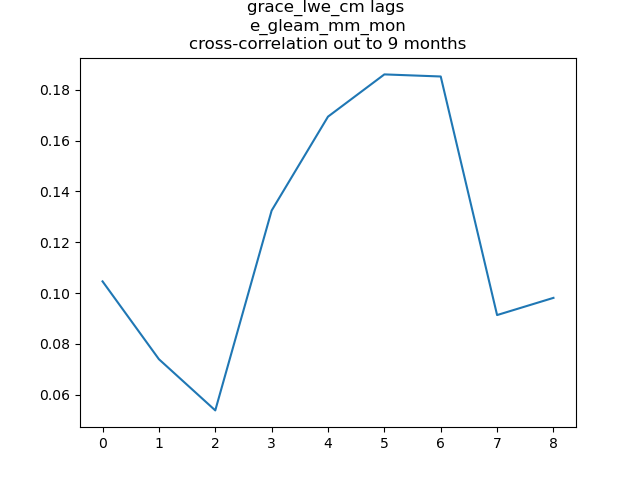 grace_lwe_cm lags
e_gleam_mm_mon
cross-correlation out to 9 months
0.18
0.16
0.14
0.12
0.10
0.08
0.06
0 1 2 3 4 5 6 7 8